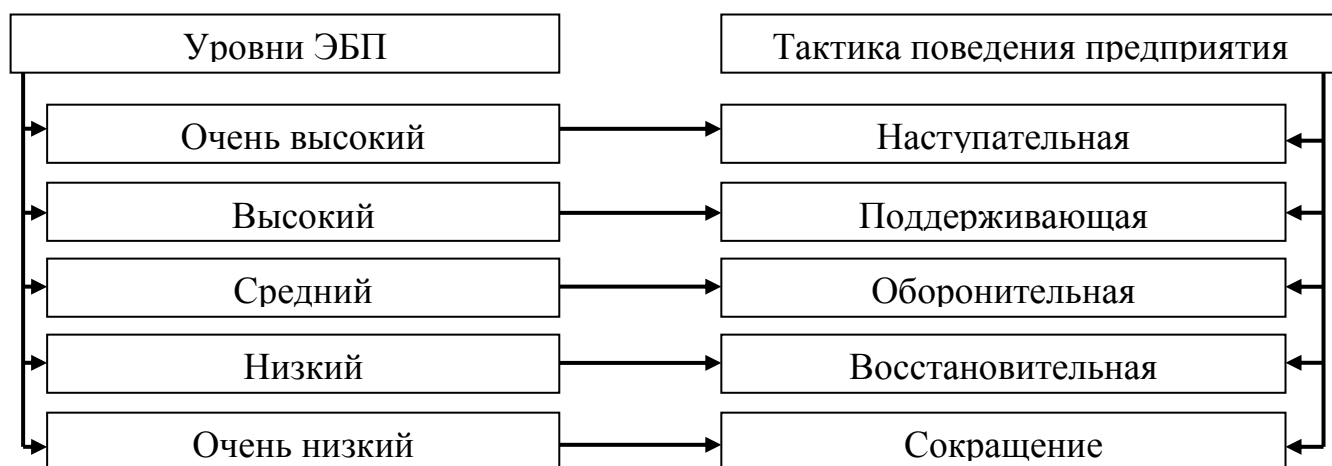 Уровни ЭБП
Тактика поведения предприятия
Очень высокий
Наступательная
Высокий
Поддерживающая
Средний
Оборонительная
Низкий
Восстановительная
Очень низкий
Сокращение